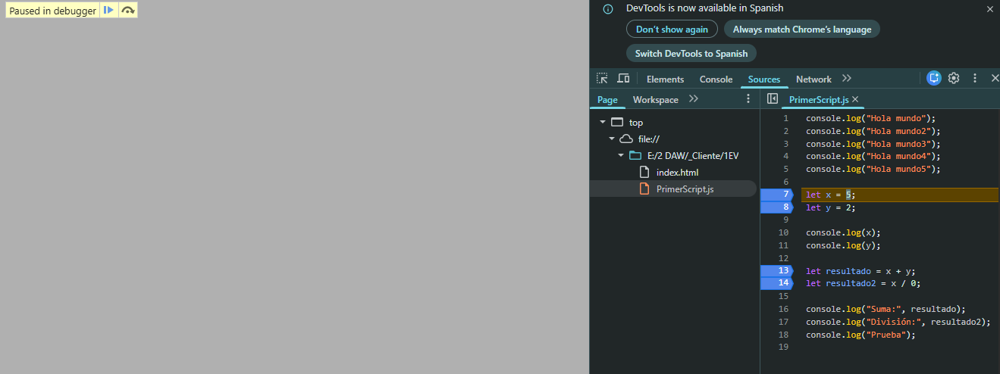 Paused in debugger
DevTools is now available in Spanish
Don't show again
Always match Chrome's language
Switch DevTools to Spanish
Elements Console Sources Network
Page Workspace
PrimerScript.js
top
file://
E:/2 DAW/_Cliente/1EV
index.html
PrimerScript.js
1 console.log("Hola mundo");
2 console.log("Hola mundo2");
3 console.log("Hola mundo3");
4 console.log("Hola mundo4");
5 console.log("Hola mundo5");
6
7 let x = 5;
8 let y = 2;
9
10 console.log(x);
11 console.log(y);
12
13 let resultado = x + y;
14 let resultado2 = x / 0;
15
16 console.log("Suma:", resultado);
17 console.log("División:", resultado2);
18 console.log("Prueba");
19